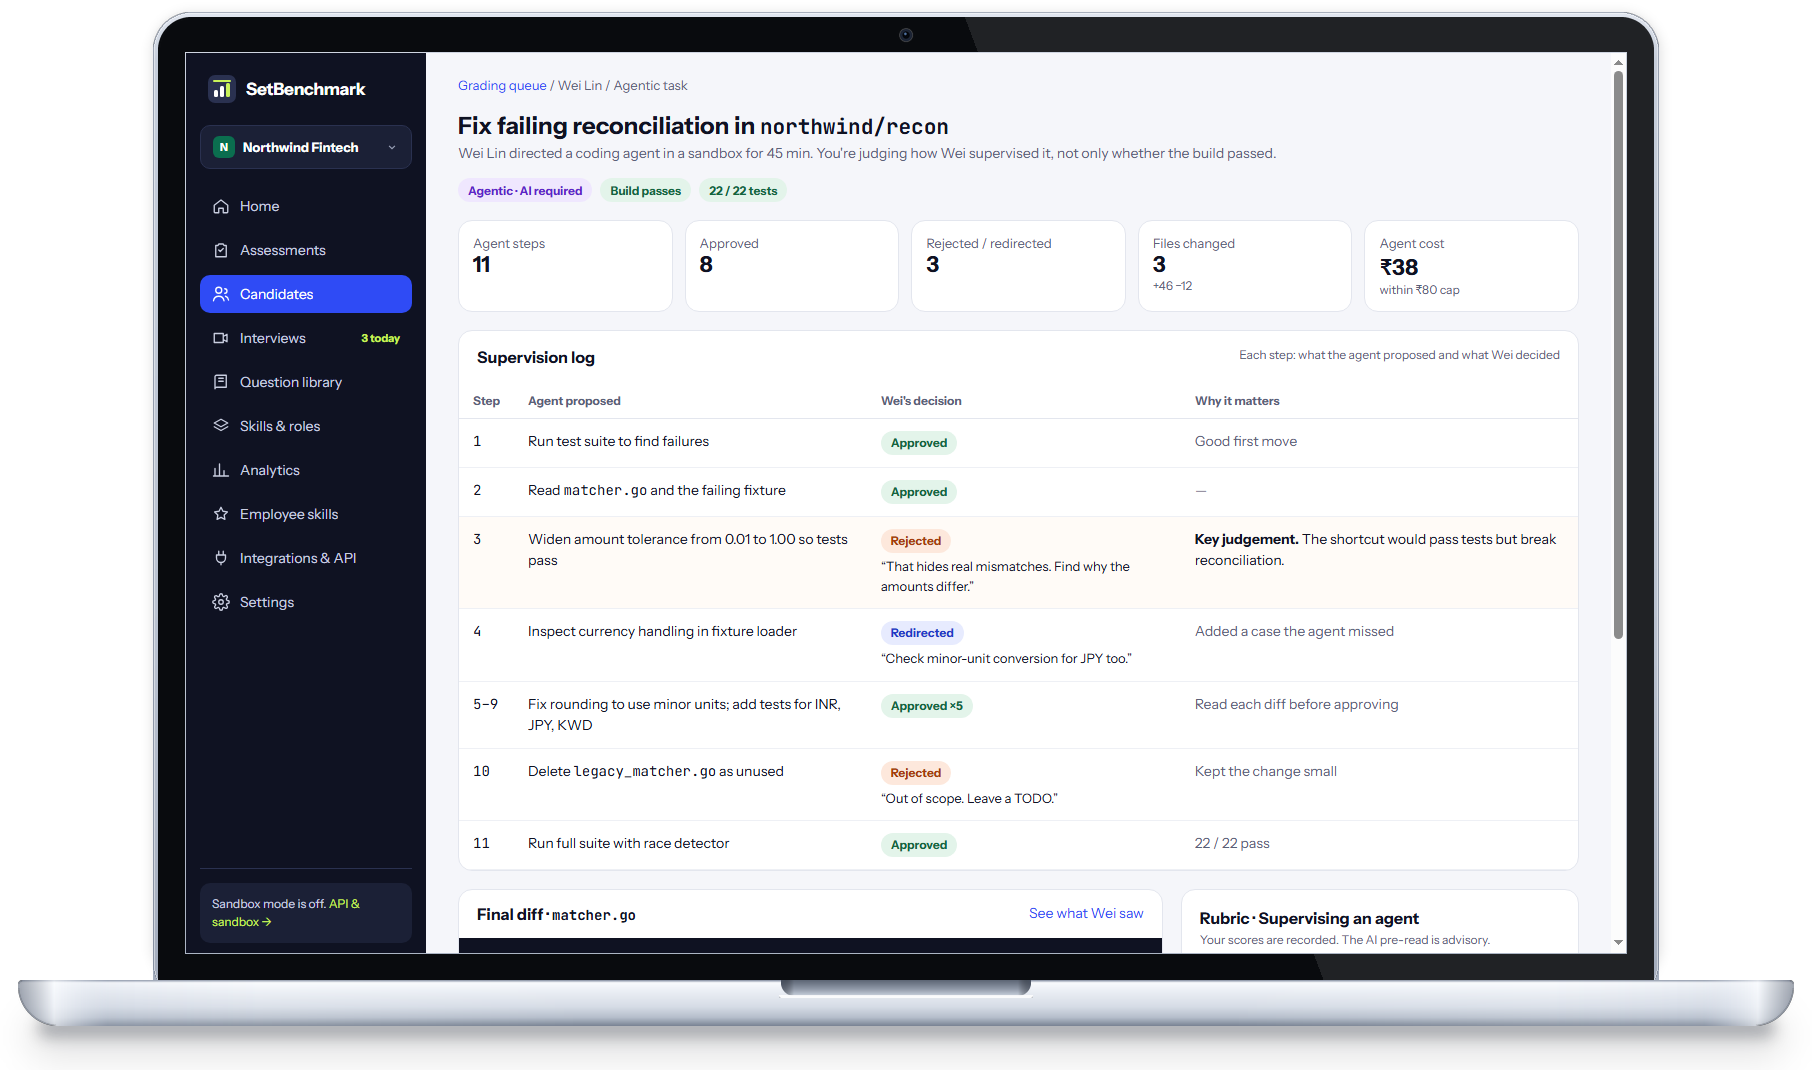 SetBenchmark
N Northwind Fintech
Home
Assessments
Candidates
Interviews 3 today
Question library
Skills & roles
Analytics
Employee skills
Integrations & API
Settings
Sandbox mode is off. API &
sandbox →
Grading queue / Wei Lin / Agentic task
Fix failing reconciliation in northwind/recon
Wei Lin directed a coding agent in a sandbox for 45 min. You're judging how Wei supervised it, not only whether the build passed.
Agentic · AI required Build passes 22 / 22 tests
Agent steps
11
Approved
8
Rejected / redirected
3
Files changed
3
+46 −12
Agent cost
₹38
within ₹80 cap
Supervision log
Each step: what the agent proposed and what Wei decided
Step Agent proposed Wei's decision Why it matters
1 Run test suite to find failures Approved Good first move
2 Read matcher.go and the failing fixture Approved —
3 Widen amount tolerance from 0.01 to 1.00 so tests
pass
Rejected
“That hides real mismatches. Find why the
amounts differ.”
Key judgement. The shortcut would pass tests but break
reconciliation.
4 Inspect currency handling in fixture loader Redirected
“Check minor-unit conversion for JPY too.”
Added a case the agent missed
5–9 Fix rounding to use minor units; add tests for INR,
JPY, KWD
Approved ×5
Read each diff before approving
10 Delete legacy_matcher.go as unused Rejected
“Out of scope. Leave a TODO.”
Kept the change small
11 Run full suite with race detector Approved 22 / 22 pass
Final diff · matcher.go See what Wei saw
Rubric · Supervising an agent
Your scores are recorded. The AI pre-read is advisory.